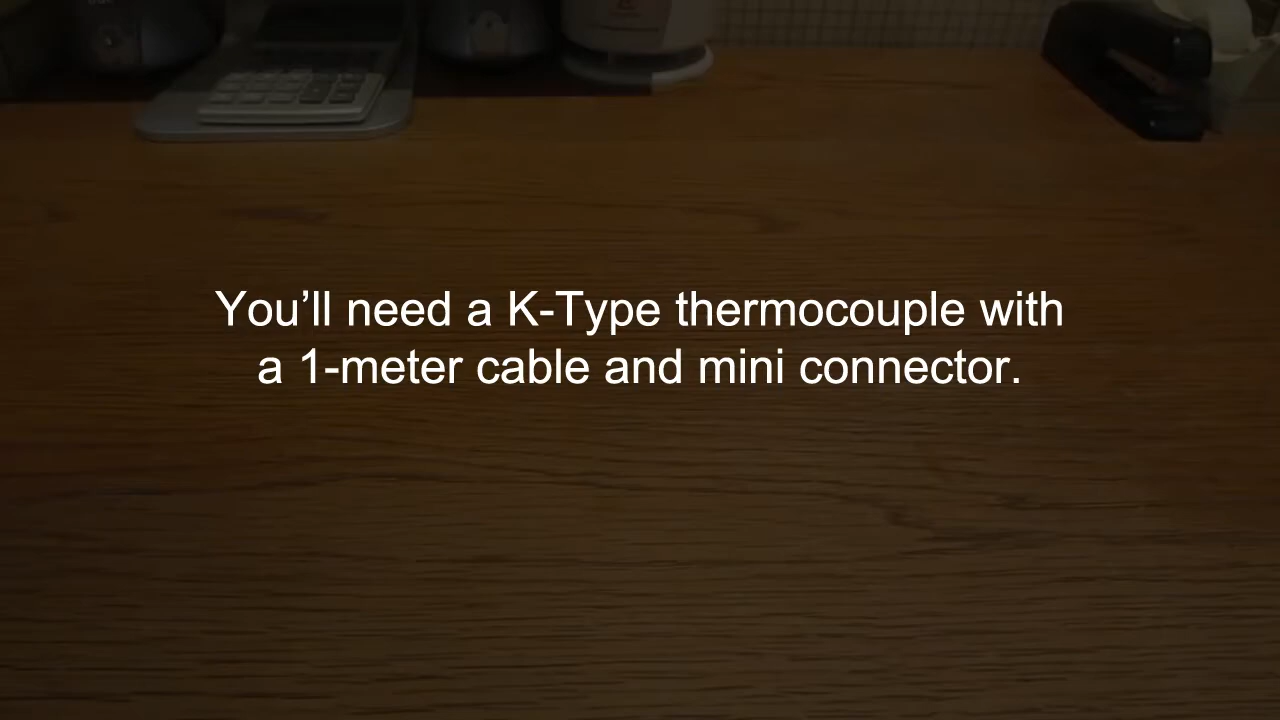 You’ll need a K-Type thermocouple with
a 1-meter cable and mini connector.